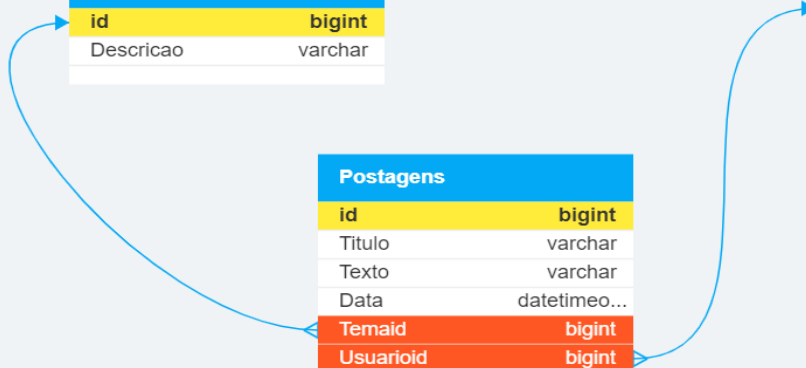 id bigint
Descricao varchar
Postagens
id bigint
Titulo varchar
Texto varchar
Data datetimeo...
Temaid bigint
Usuarioid bigint